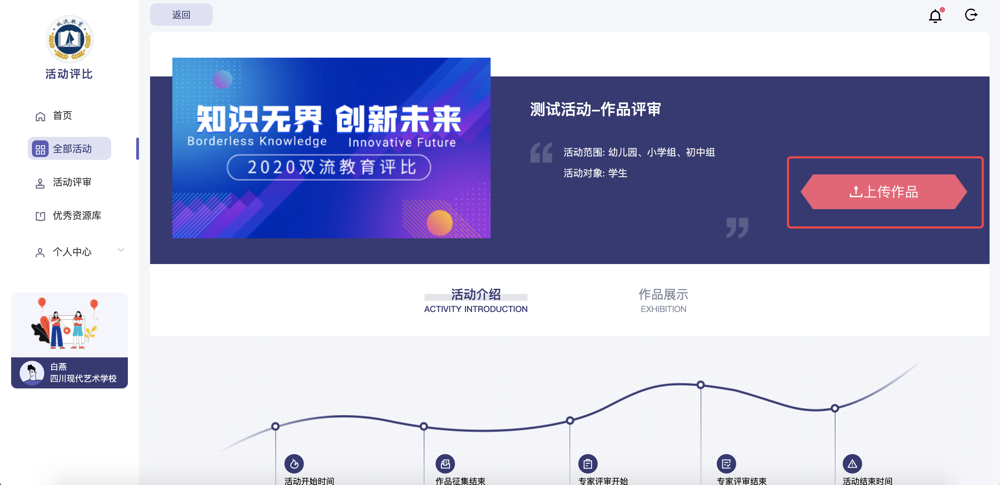 双流教育
活动评比
首页
全部活动
活动评审
优秀资源库
个人中心
白燕
四川现代艺术学校
返回
知识无界 创新未来
Borderless Knowledge Innovative Future
2020双流教育评比
测试活动-作品评审
活动范围: 幼儿园、小学组、初中组
活动对象: 学生
上传作品
活动介绍
ACTIVITY INTRODUCTION
作品展示
EXHIBITION
活动开始时间
作品征集结束
专家评审开始
专家评审结束
活动结束时间